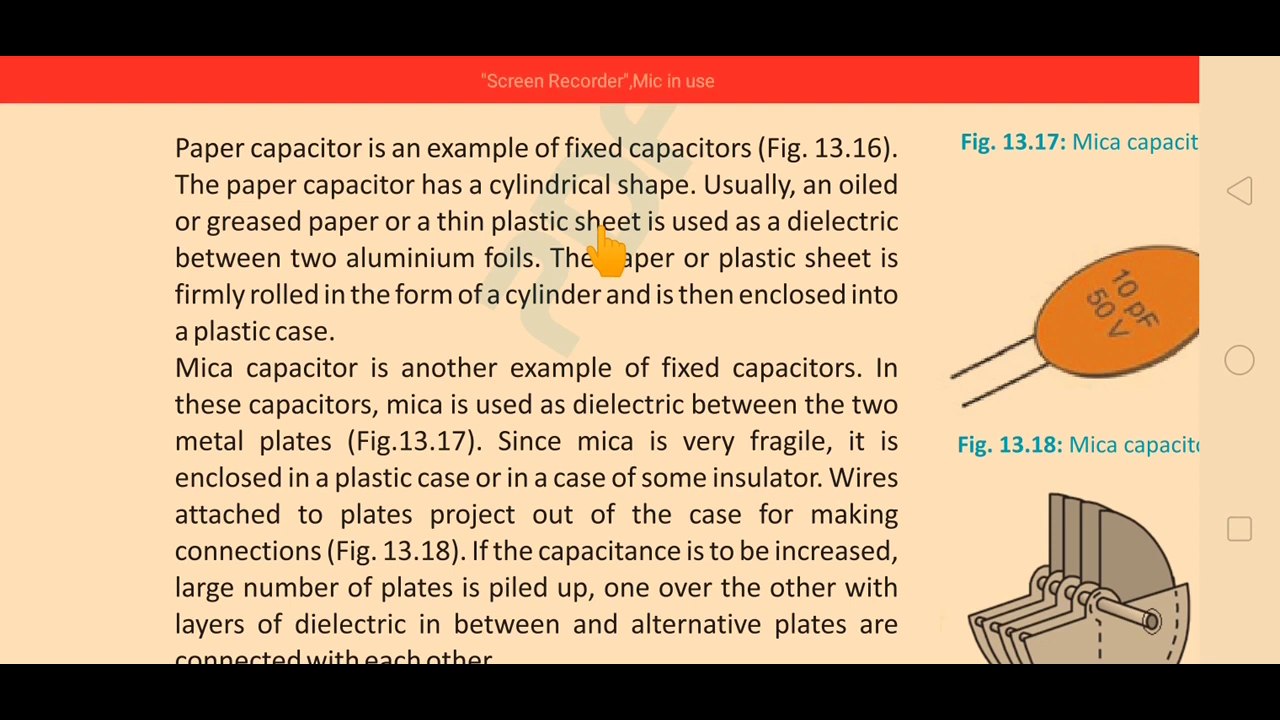 "Screen Recorder",Mic in use
Paper capacitor is an example of fixed capacitors (Fig. 13.16).
The paper capacitor has a cylindrical shape. Usually, an oiled
or greased paper or a thin plastic sheet is used as a dielectric
between two aluminium foils. The aper or plastic sheet is
firmly rolled in the form of a cylinder and is then enclosed into
a plastic case.
Mica capacitor is another example of fixed capacitors. In
these capacitors, mica is used as dielectric between the two
metal plates (Fig.13.17). Since mica is very fragile, it is
enclosed in a plastic case or in a case of some insulator. Wires
attached to plates project out of the case for making
connections (Fig. 13.18). If the capacitance is to be increased,
large number of plates is piled up, one over the other with
layers of dielectric in between and alternative plates are
connected with each other.
Fig. 13.17: Mica capacit
10 pF
50 V
Fig. 13.18: Mica capacito
PDF